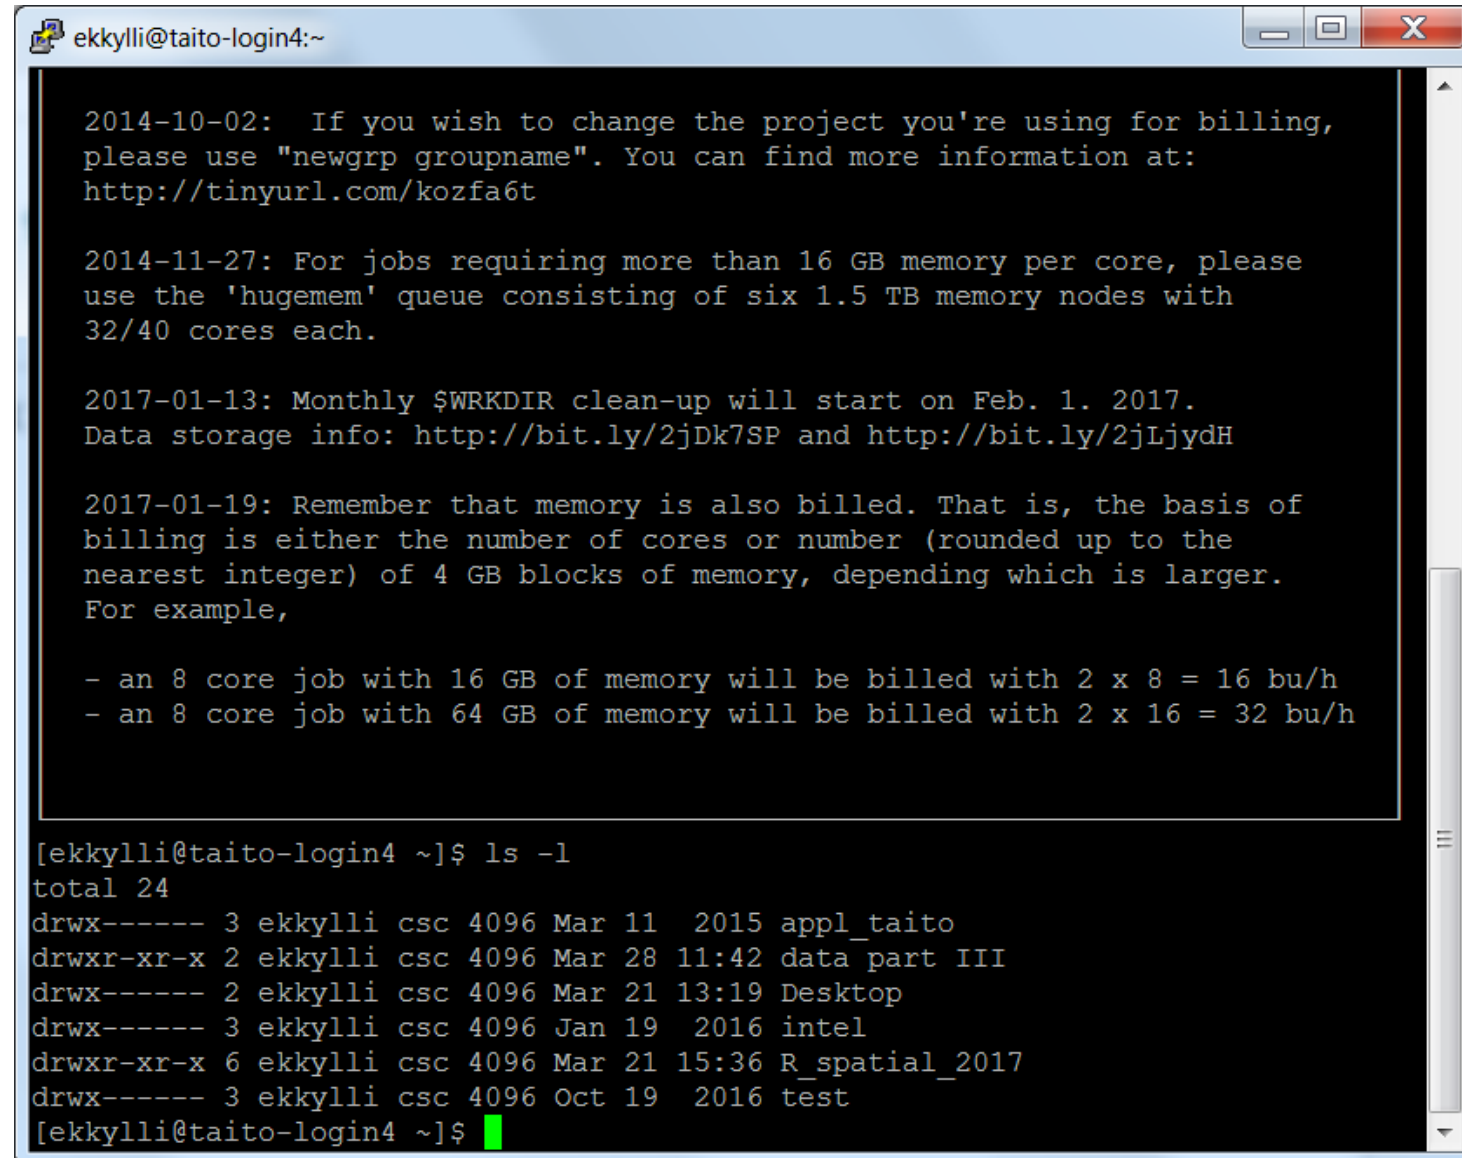 ekkylli@taito-login4:~
2014-10-02:  If you wish to change the project you're using for billing,
please use "newgrp groupname". You can find more information at:
http://tinyurl.com/kozfa6t
2014-11-27: For jobs requiring more than 16 GB memory per core, please
use the 'hugemem' queue consisting of six 1.5 TB memory nodes with
32/40 cores each.
2017-01-13: Monthly $WRKDIR clean-up will start on Feb. 1. 2017.
Data storage info: http://bit.ly/2jDk7SP and http://bit.ly/2jLjydH
2017-01-19: Remember that memory is also billed. That is, the basis of
billing is either the number of cores or number (rounded up to the
nearest integer) of 4 GB blocks of memory, depending which is larger.
For example,
- an 8 core job with 16 GB of memory will be billed with 2 x 8 = 16 bu/h
- an 8 core job with 64 GB of memory will be billed with 2 x 16 = 32 bu/h
[ekkylli@taito-login4 ~]$ ls -l
total 24
drwx------ 3 ekkylli csc 4096 Mar 11  2015 appl_taito
drwxr-xr-x 2 ekkylli csc 4096 Mar 28 11:42 data part III
drwx------ 2 ekkylli csc 4096 Mar 21 13:19 Desktop
drwx------ 3 ekkylli csc 4096 Jan 19  2016 intel
drwxr-xr-x 6 ekkylli csc 4096 Mar 21 15:36 R_spatial_2017
drwx------ 3 ekkylli csc 4096 Oct 19  2016 test
[ekkylli@taito-login4 ~]$